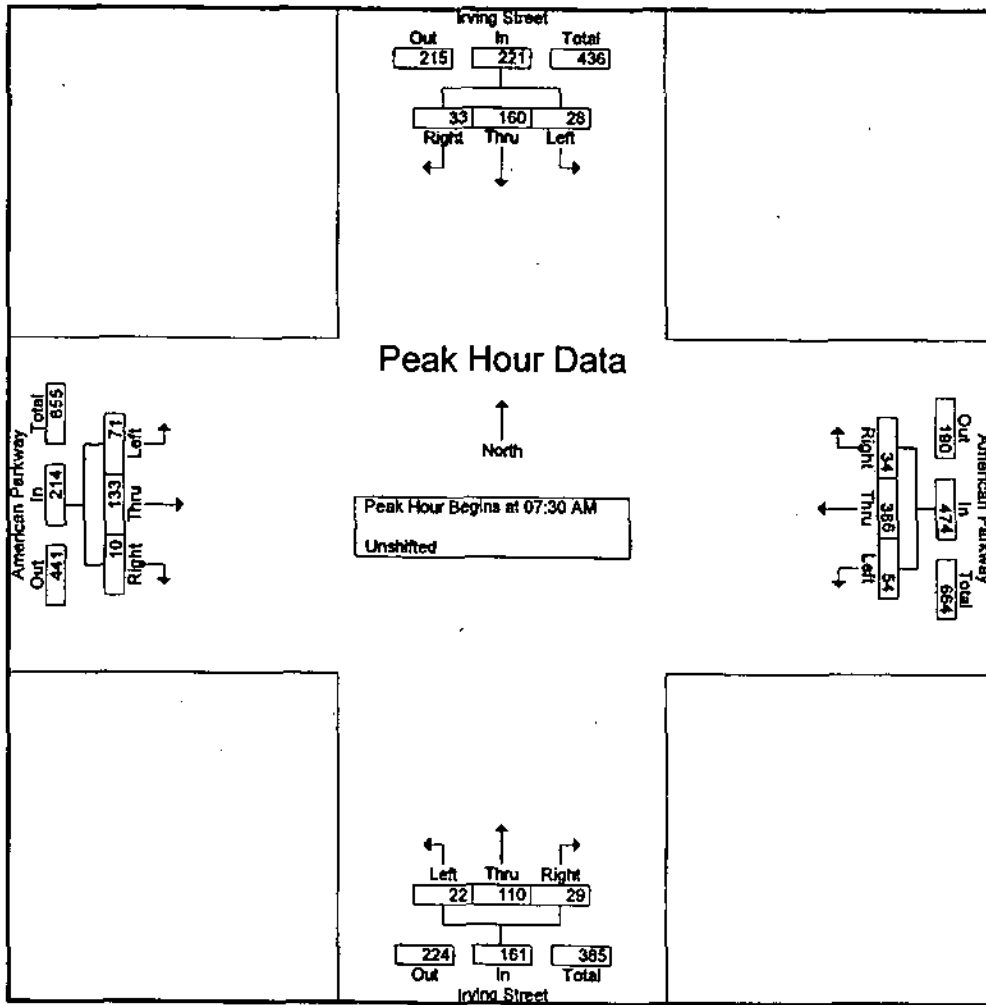 Irving Street
Out In Total
215 221 436
33 160 28
Right Thru Left
Peak Hour Data
North
Peak Hour Begins at 07:30 AM
Unshifted
American Parkway
Out In Total
441 214 655
Left Thru Right
71 133 10
American Parkway
Out In Total
190 474 664
Right Thru Left
34 386 54
Left Thru Right
22 110 29
224 161 385
Out In Total
Irving Street